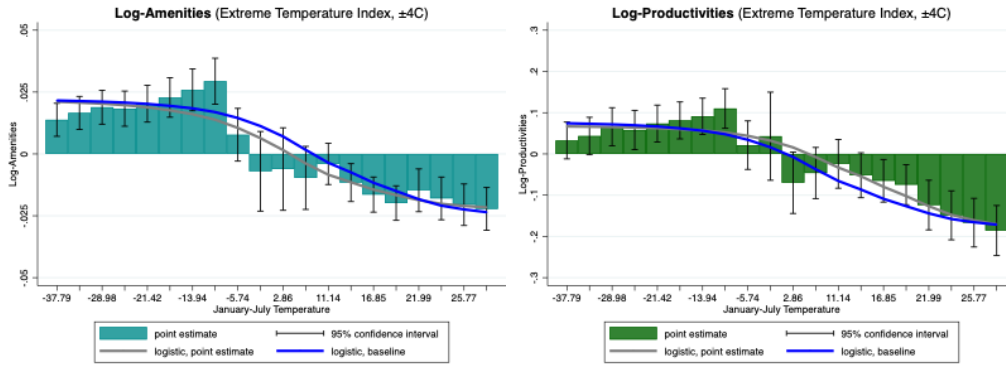 Log-Amenities (Extreme Temperature Index, ±4C)
.05
.025
0
-.025
-.05
Log-Amenities
-37.79 -28.98 -21.42 -13.94 -5.74 2.86 11.14 16.85 21.99 25.77
January-July Temperature
point estimate 95% confidence interval
logistic, point estimate logistic, baseline
Log-Productivities (Extreme Temperature Index, ±4C)
.3
.2
.1
0
-.1
-.2
-.3
Log-Productivities
-37.79 -28.98 -21.42 -13.94 -5.74 2.86 11.14 16.85 21.99 25.77
January-July Temperature
point estimate 95% confidence interval
logistic, point estimate logistic, baseline